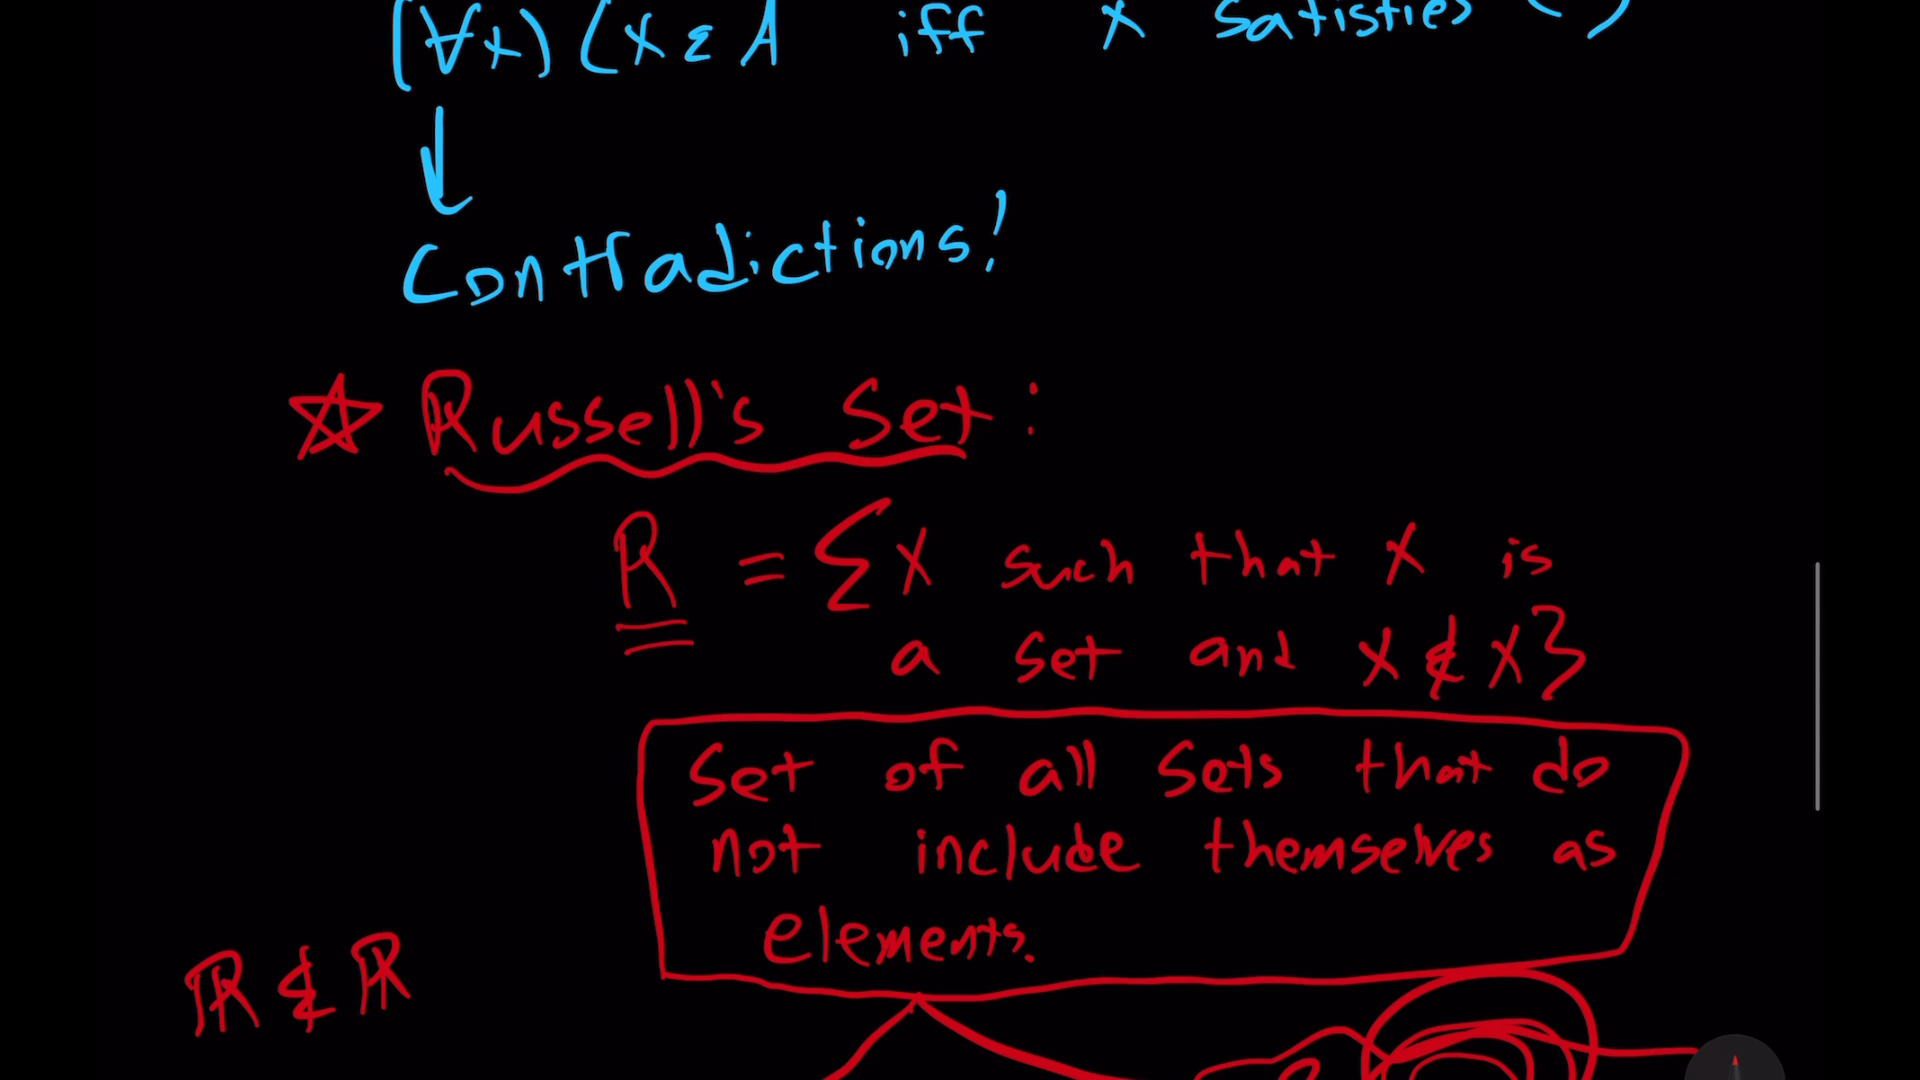 (∀x)(x ∈ A iff x satisfies
Contradictions!
☆ Russell's Set:
R = {x such that x is
a set and x ∉ x}
Set of all sets that do
not include themselves as
elements.
R ∉ R